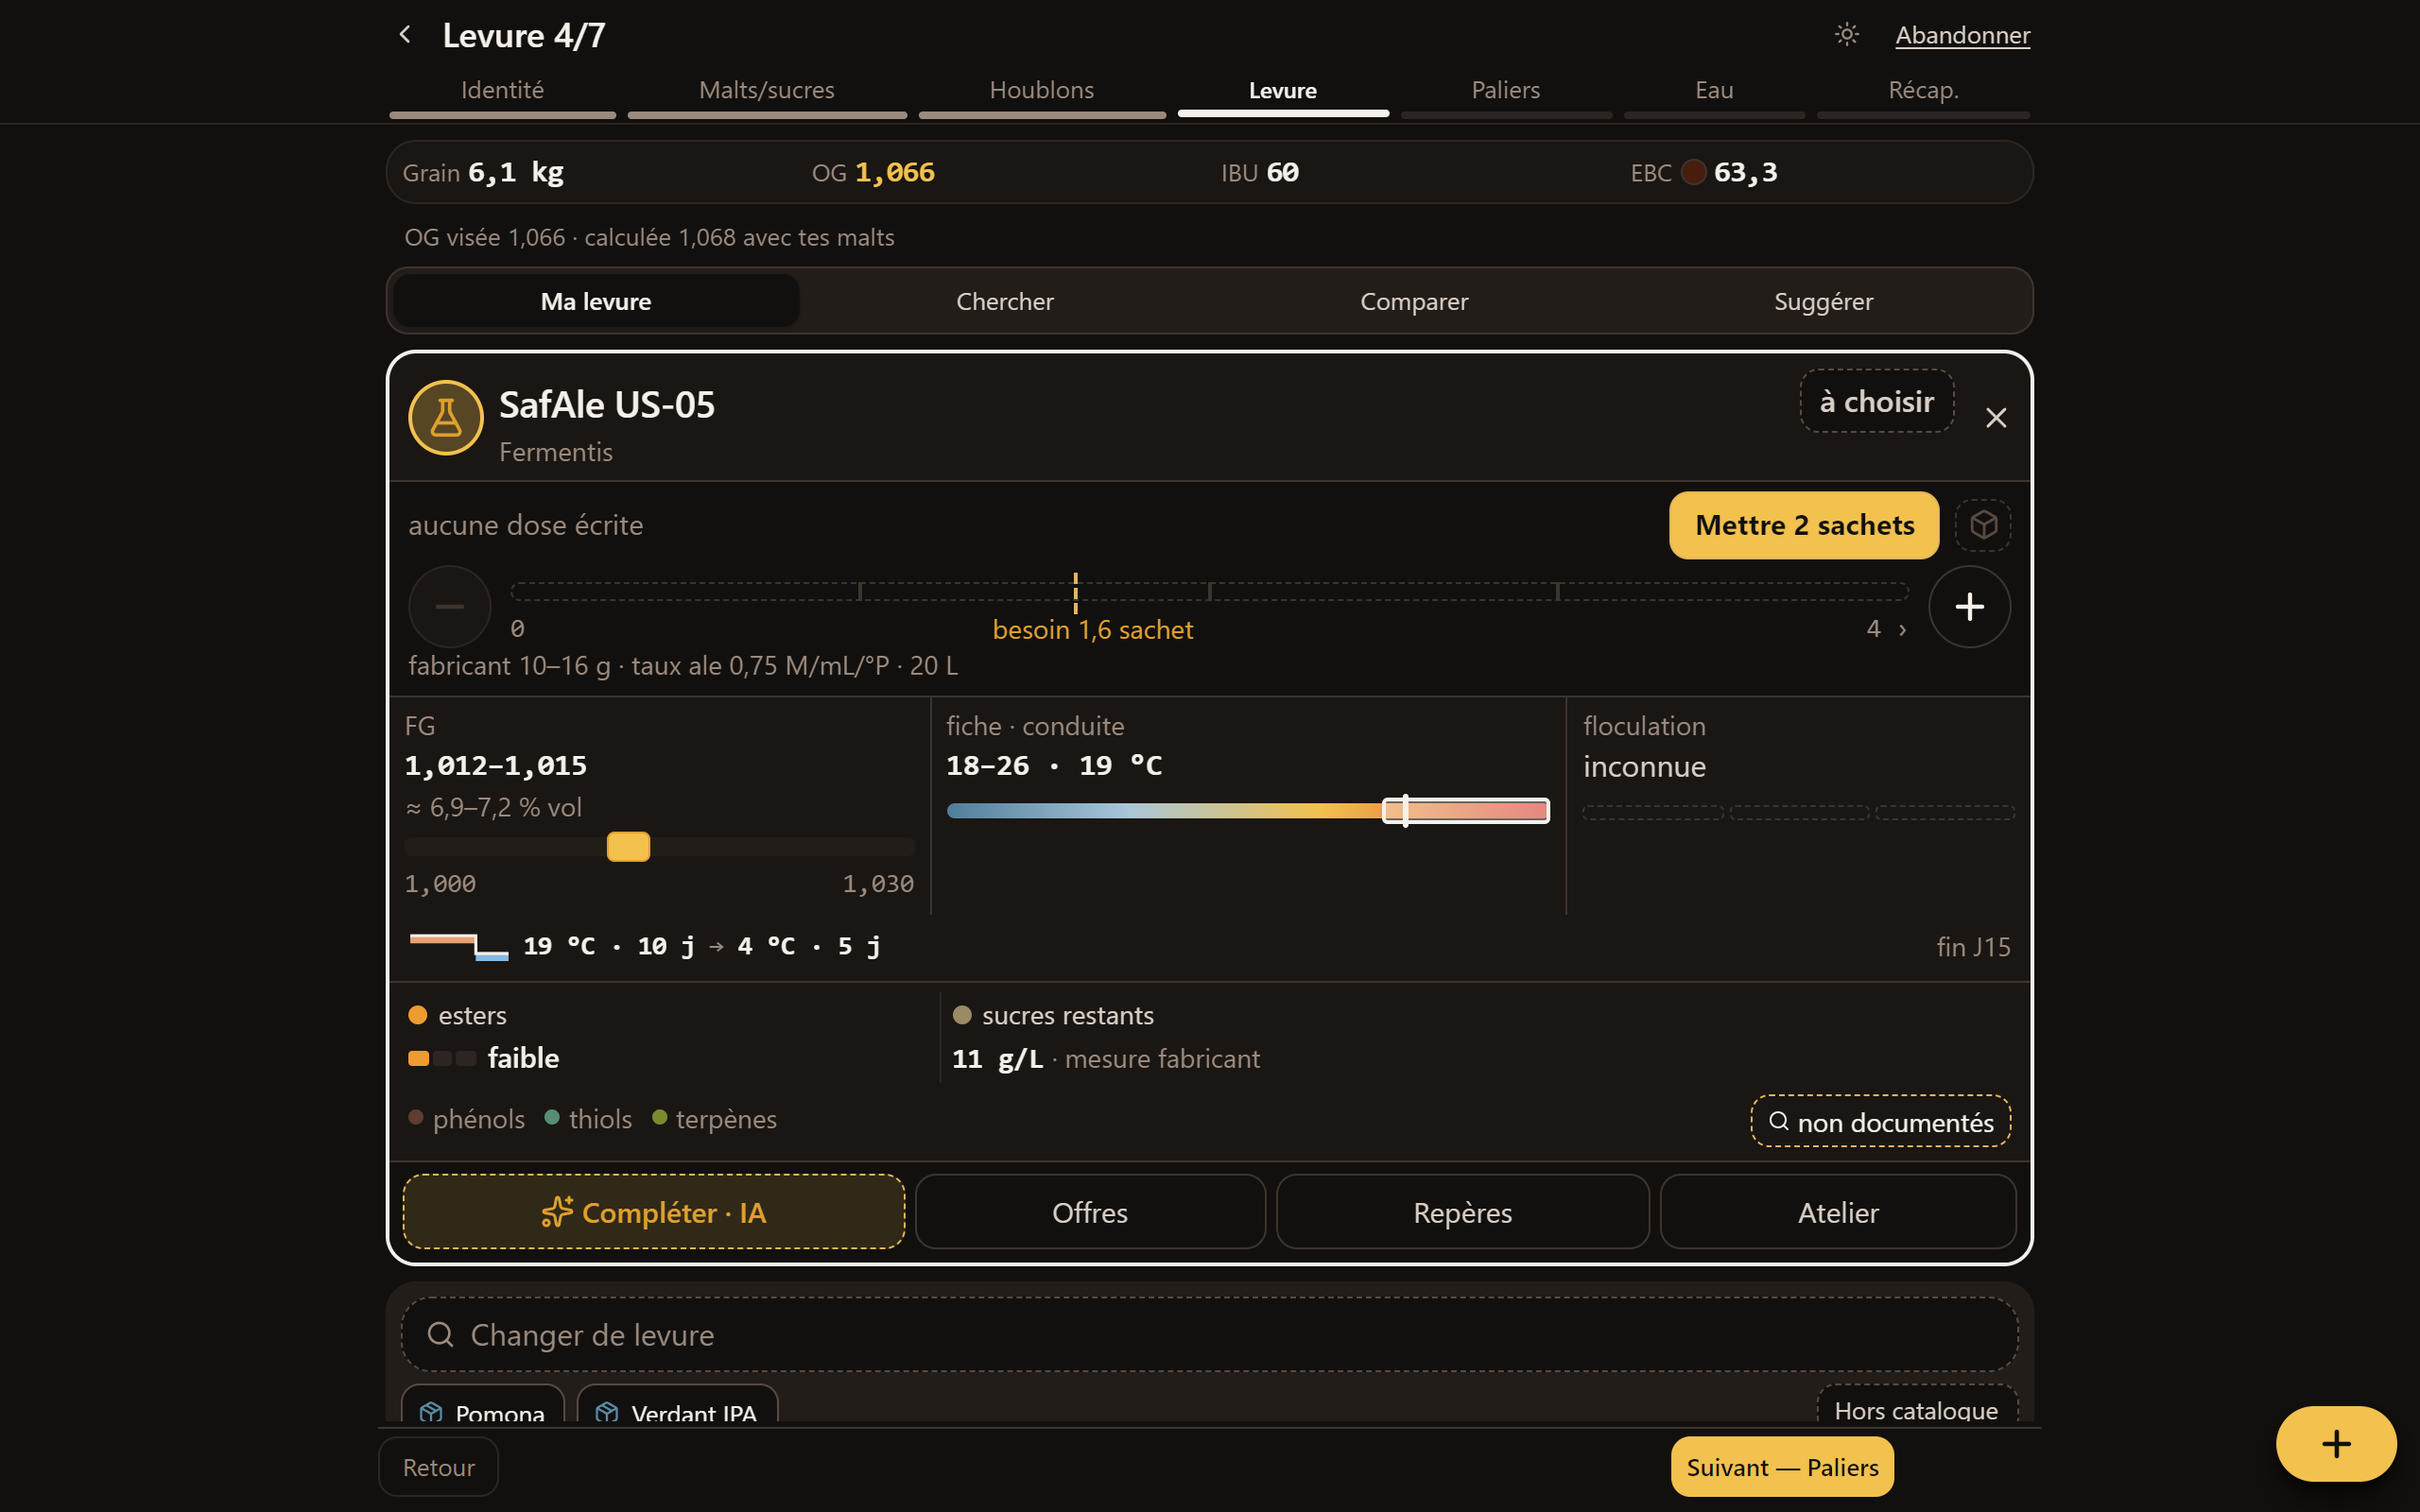 Levure 4/7
Abandonner
Identité Malts/sucres Houblons Levure Paliers Eau Récap.
Grain 6,1 kg OG 1,066 IBU 60 EBC 63,3
OG visée 1,066 · calculée 1,068 avec tes malts
Ma levure Chercher Comparer Suggérer
SafAle US-05
à choisir
Fermentis
aucune dose écrite
Mettre 2 sachets
0 besoin 1,6 sachet 4 ›
fabricant 10–16 g · taux ale 0,75 M/mL/°P · 20 L
FG
1,012–1,015
≈ 6,9–7,2 % vol
1,000 1,030
fiche · conduite
18–26 · 19 °C
floculation
inconnue
19 °C · 10 j → 4 °C · 5 j
fin J15
esters
faible
sucres restants
11 g/L · mesure fabricant
phénols thiols terpènes
non documentés
Compléter · IA Offres Repères Atelier
Changer de levure
Pomona Verdant IPA Hors catalogue
Retour Suivant — Paliers